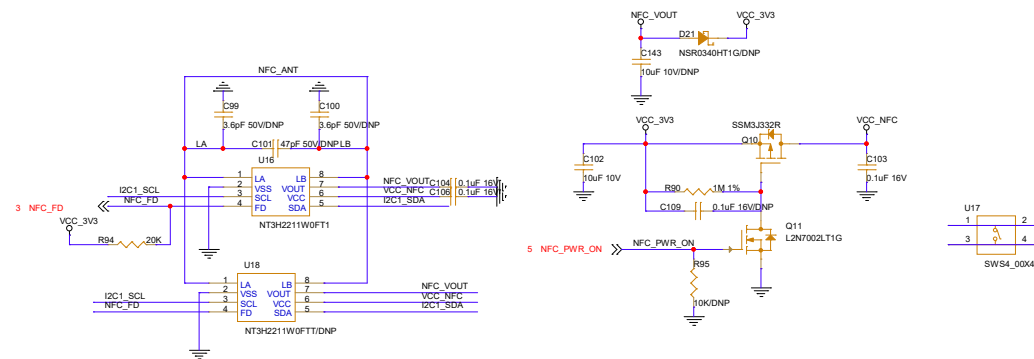 NFC_VOUT
VCC_3V3
D21
NSR0340HT1G/DNP
C143
10uF 10V/DNP
NFC_ANT
C99
3.6pF 50V/DNP
C100
3.6pF 50V/DNP
LA
C101
47pF 50V/DNP
LB
U16
1
LA
LB
8
2
VSS
VOUT
7
3
SCL
VCC
6
4
FD
SDA
5
NT3H2211W0FT1
I2C1_SCL
NFC_FD
3 NFC_FD
VCC_3V3
R94
20K
NFC_VOUT
C104
0.1uF 16V
VCC_NFC
C106
0.1uF 16V
I2C1_SDA
U18
1
LA
LB
8
2
VSS
VOUT
7
3
SCL
VCC
6
4
FD
SDA
5
NT3H2211W0FTT/DNP
I2C1_SCL
NFC_FD
NFC_VOUT
VCC_NFC
I2C1_SDA
VCC_3V3
SSM3J332R
Q10
VCC_NFC
C102
10uF 10V
C103
0.1uF 16V
R90
1M 1%
C109
0.1uF 16V/DNP
Q11
L2N7002LT1G
5 NFC_PWR_ON
NFC_PWR_ON
R95
10K/DNP
U17
1
2
3
4
SWS4_00X4